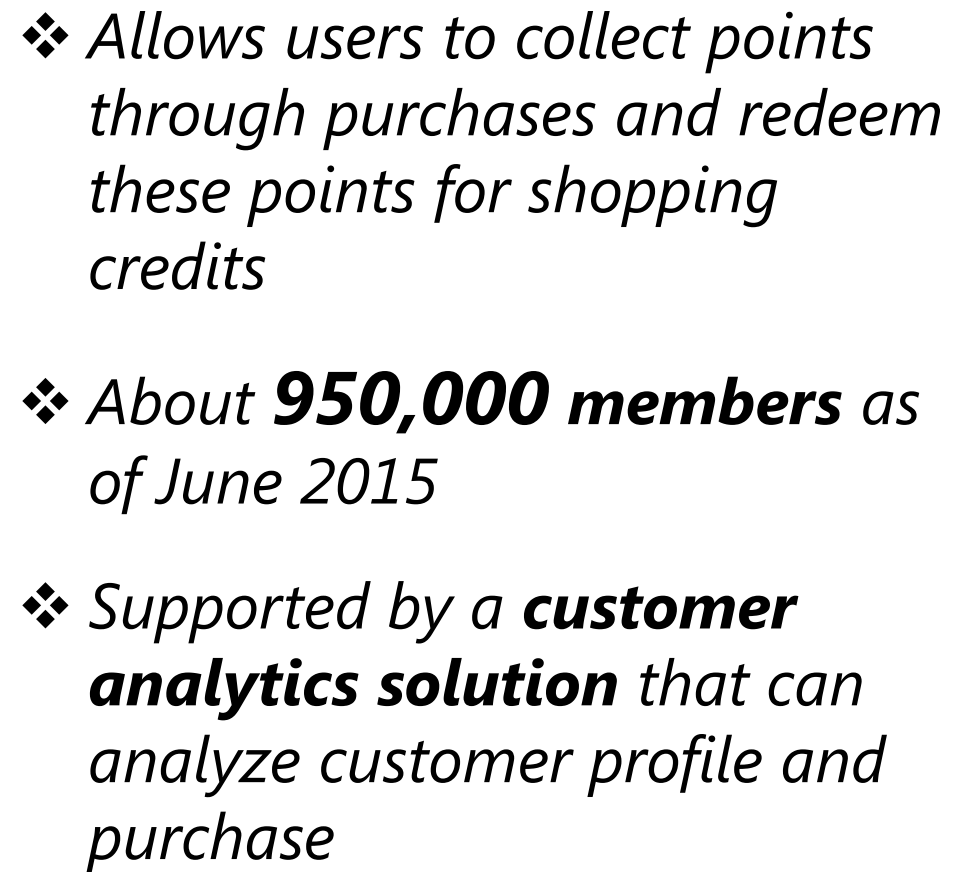 ❖ Allows users to collect points
through purchases and redeem
these points for shopping
credits
❖ About 950,000 members as
of June 2015
❖ Supported by a customer
analytics solution that can
analyze customer profile and
purchase